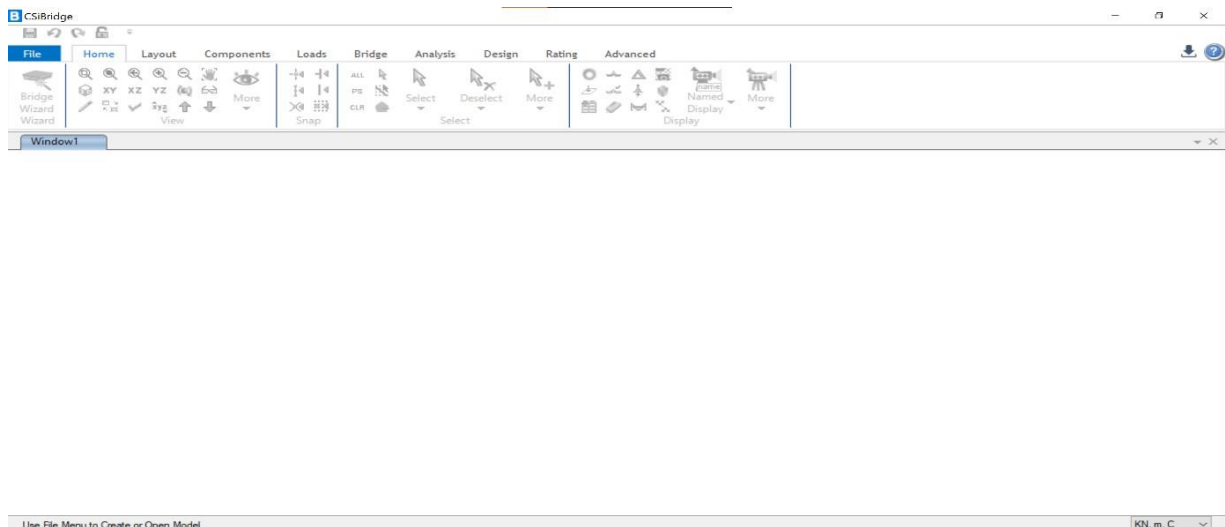 CSiBridge
File Home Layout Components Loads Bridge Analysis Design Rating Advanced
XY XZ YZ
ALL
PS
CLR
Bridge
Wizard
More
Select
Deselect
More
name
Named
Display
More
Wizard
View
Snap
Select
Display
Window1
Use File Menu to Create or Open Model
KN, m, C